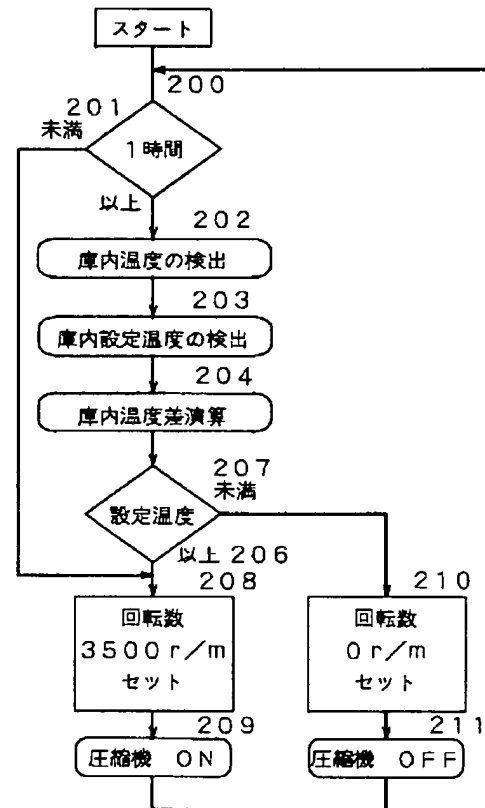 スタート
200
201
未満
1時間
以上
202
庫内温度の検出
203
庫内設定温度の検出
204
庫内温度差演算
207
未満
設定温度
以上 206
208
210
回転数
3500r/m
セット
回転数
0r/m
セット
209
211
圧縮機 ON
圧縮機 OFF